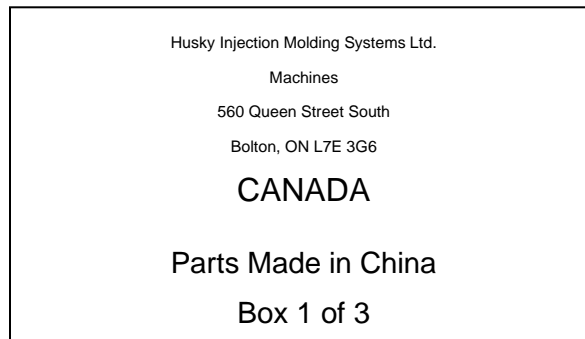 Husky Injection Molding Systems Ltd.
Machines
560 Queen Street South
Bolton, ON L7E 3G6
CANADA
Parts Made in China
Box 1 of 3